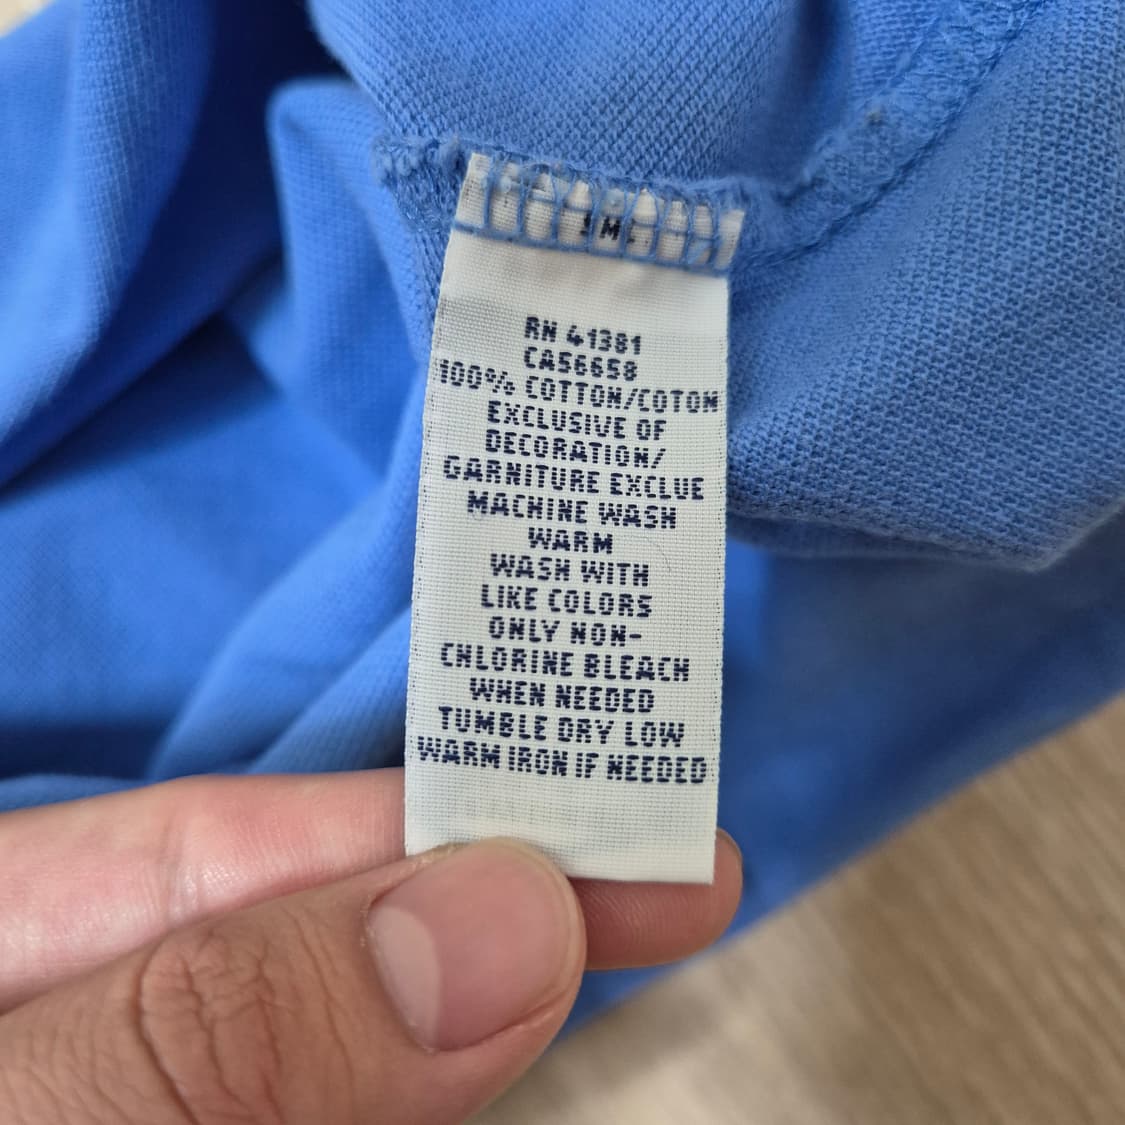 RN 41381
CA56658
100% COTTON/COTON
EXCLUSIVE OF
DECORATION/
GARNITURE EXCLUE
MACHINE WASH
WARM
WASH WITH
LIKE COLORS
ONLY NON-
CHLORINE BLEACH
WHEN NEEDED
TUMBLE DRY LOW
WARM IRON IF NEEDED